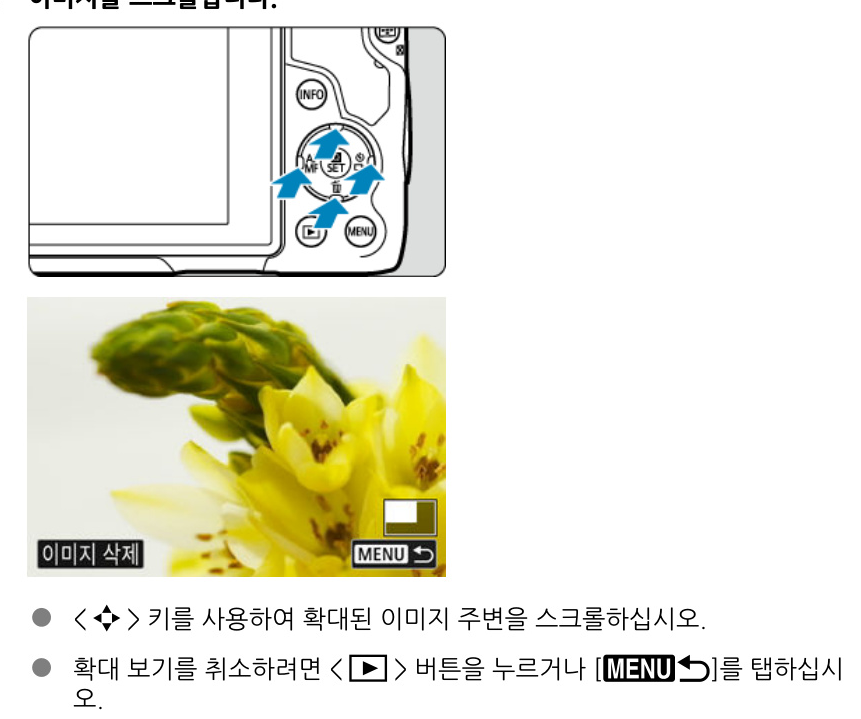 이미지를 스크롤합니다.
INFO
A
MF
SET
MENU
이미지 삭제
MENU
< > 키를 사용하여 확대된 이미지 주변을 스크롤하십시오.
확대 보기를 취소하려면 < > 버튼을 누르거나 [MENU]를 탭하십시
오.